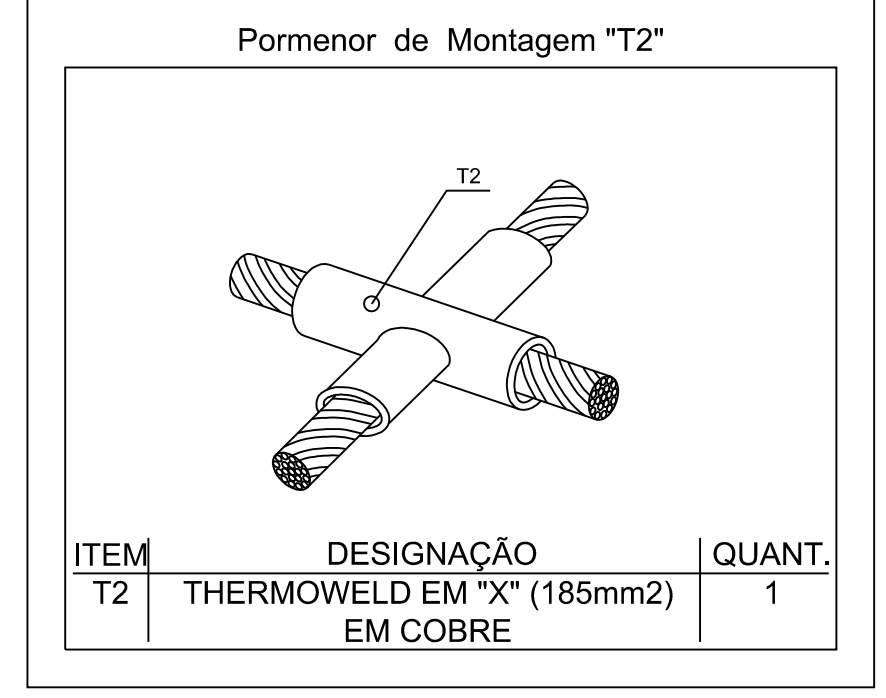 Pormenor de Montagem "T2"
T2
ITEM DESIGNAÇÃO QUANT.
T2 THERMOWELD EM "X" (185mm2) 1
EM COBRE